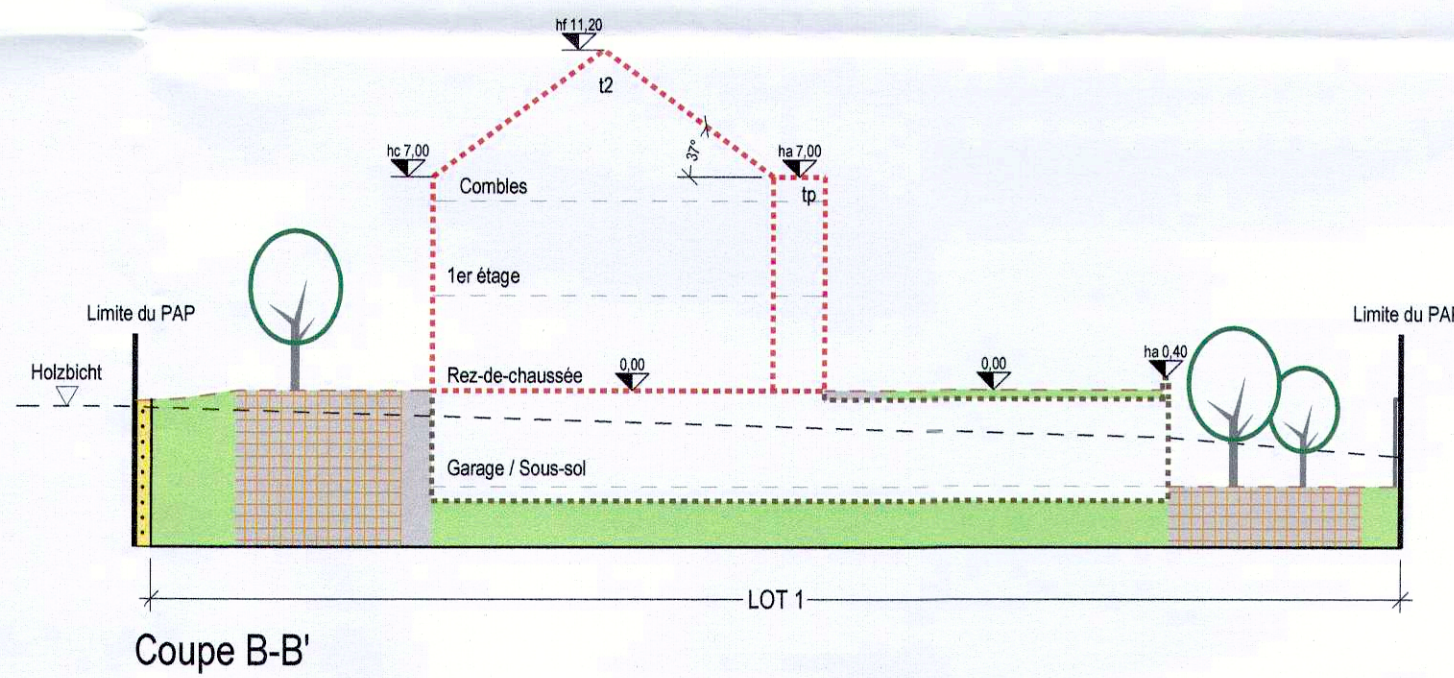 hf 11,20
t2
hc 7,00
37°
ha 7,00
Combles
tp
1er étage
Limite du PAP
Limite du PAP
Holzbicht
Rez-de-chaussée
0,00
0,00
ha 0,40
Garage / Sous-sol
LOT 1
Coupe B-B'